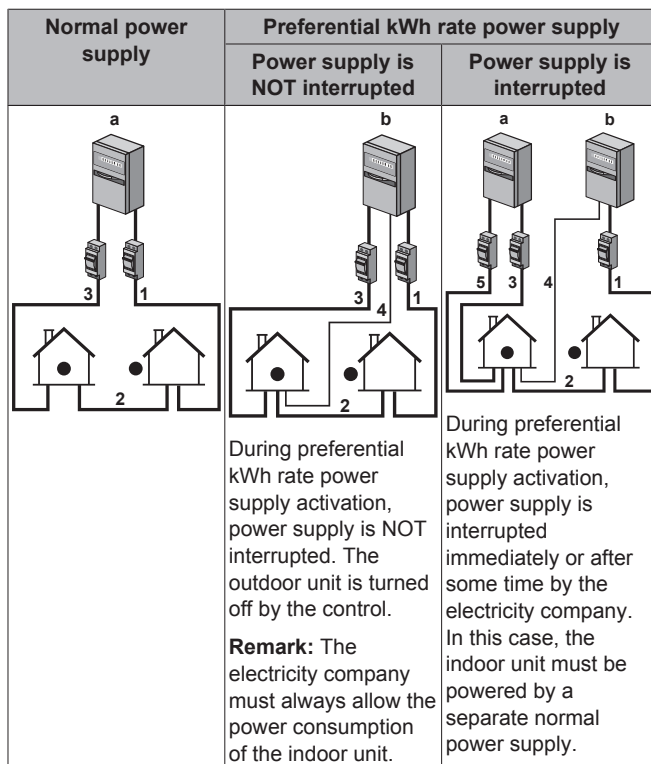 Normal power
supply
Preferential kWh rate power supply
Power supply is
NOT interrupted
Power supply is
interrupted
a
3
1
2
b
3
4
1
2
During preferential
kWh rate power
supply activation,
power supply is NOT
interrupted. The
outdoor unit is turned
off by the control.
Remark: The
electricity company
must always allow the
power consumption
of the indoor unit.
a
b
5
3
4
1
2
During preferential
kWh rate power
supply activation,
power supply is
interrupted
immediately or after
some time by the
electricity company.
In this case, the
indoor unit must be
powered by a
separate normal
power supply.